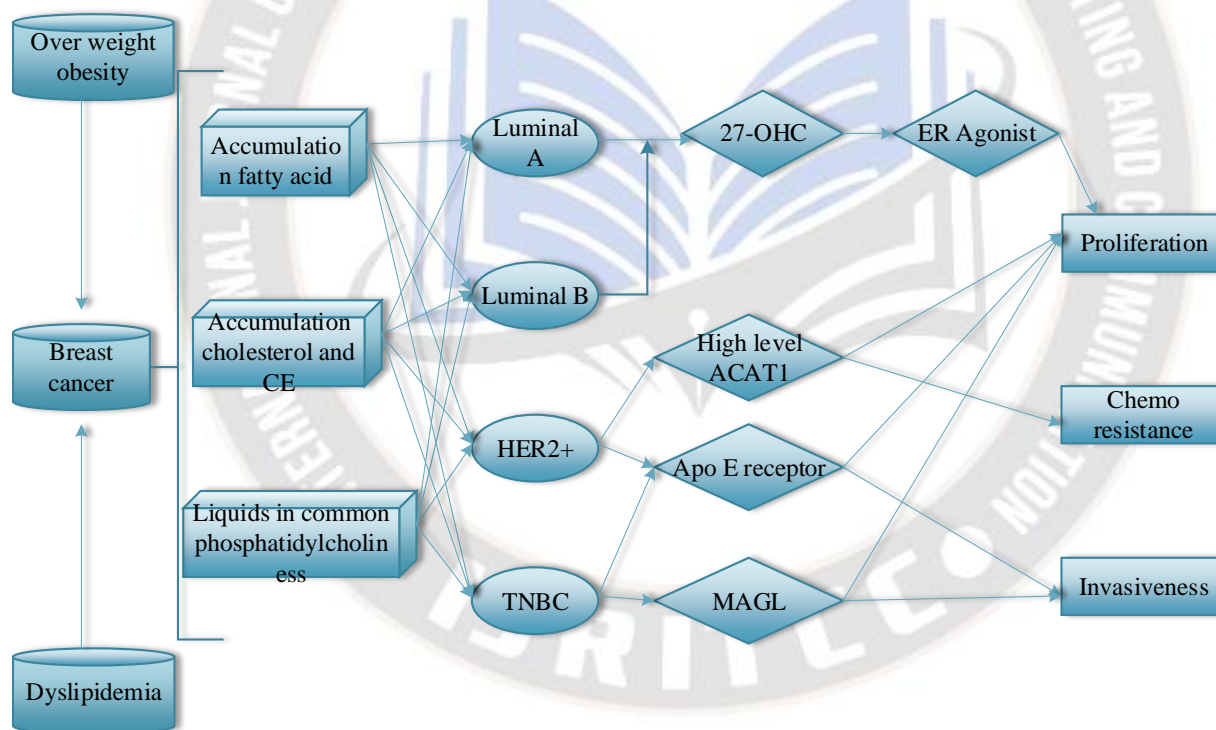 Over weight
obesity
Breast
cancer
Dyslipidemia
Accumulatio
n fatty acid
Accumulation
cholesterol and
CE
Liquids in common
phosphatidylcholin
ess
Luminal
A
Luminal B
HER2+
TNBC
27-OHC
ER Agonist
High level
ACAT1
Apo E receptor
MAGL
Proliferation
Chemo
resistance
Invasiveness
IJRITCC